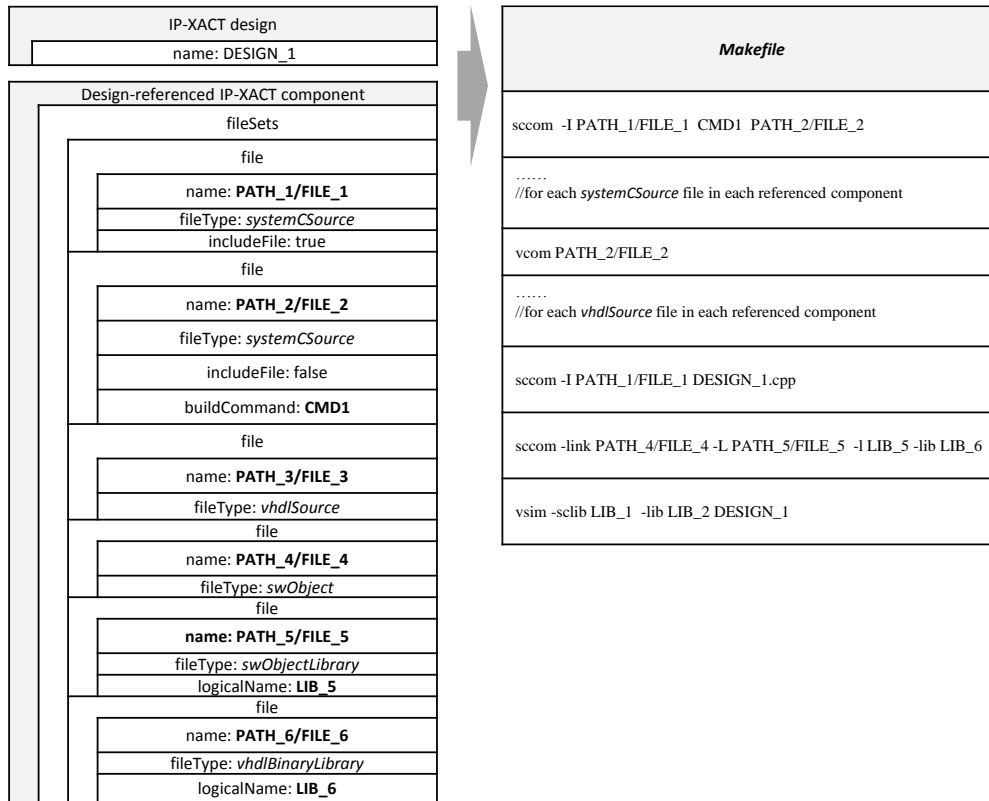 IP-XACT design
name: DESIGN_1
Design-referenced IP-XACT component
fileSets
file
name: PATH_1/FILE_1
fileType: systemCSource
includeFile: true
file
name: PATH_2/FILE_2
fileType: systemCSource
includeFile: false
buildCommand: CMD1
file
name: PATH_3/FILE_3
fileType: vhdlSource
file
name: PATH_4/FILE_4
fileType: swObject
file
name: PATH_5/FILE_5
fileType: swObjectLibrary
logicalName: LIB_5
file
name: PATH_6/FILE_6
fileType: vhdlBinaryLibrary
logicalName: LIB_6
Makefile
sccom -I PATH_1/FILE_1 CMD1 PATH_2/FILE_2
……
//for each systemCSource file in each referenced component
vcom PATH_2/FILE_2
……
//for each vhdlSource file in each referenced component
sccom -I PATH_1/FILE_1 DESIGN_1.cpp
sccom -link PATH_4/FILE_4 -L PATH_5/FILE_5 -l LIB_5 -lib LIB_6
vsim -sclib LIB_1 -lib LIB_2 DESIGN_1